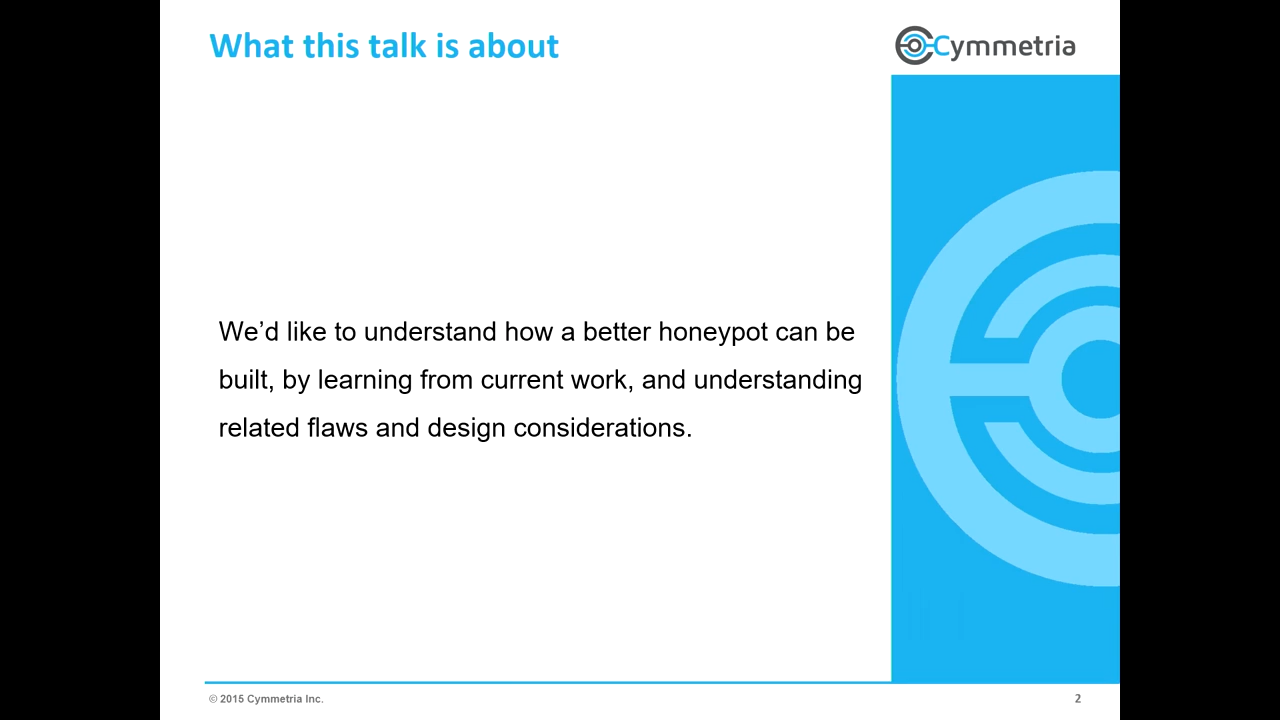 What this talk is about
Cymmetria
We’d like to understand how a better honeypot can be
built, by learning from current work, and understanding
related flaws and design considerations.
© 2015 Cymmetria Inc.
2